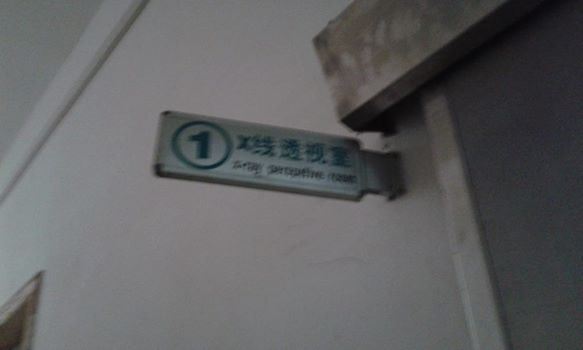 1 X线透视室
x-ray perspective room